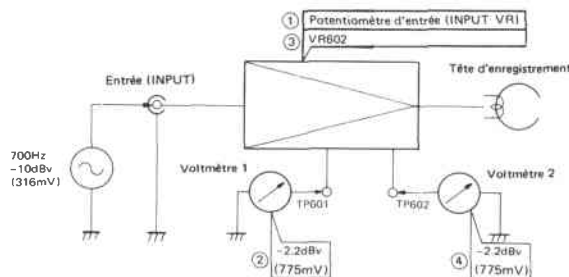 ① Potentiomètre d'entrée (INPUT VR)
③ VR602
Entrée (INPUT)
Tête d'enregistrement
700Hz
-10dBv
(316mV)
Voltmètre 1
Voltmètre 2
TP601
TP602
② -2.2dBv
(775mV)
④ -2.2dBv
(775mV)